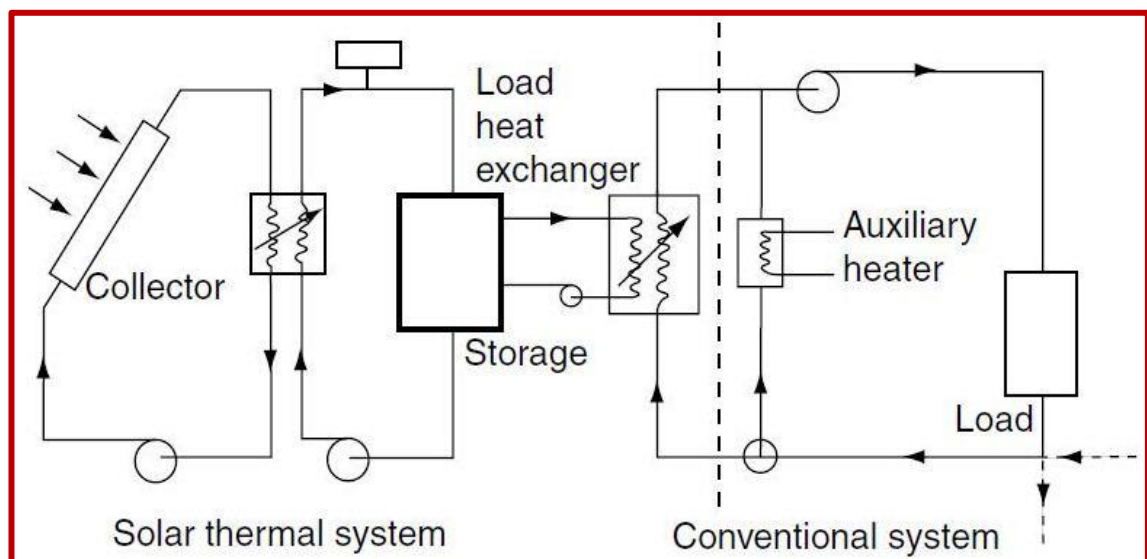 Load
heat
exchanger
Auxiliary
heater
Collector
Storage
Load
Solar thermal system
Conventional system